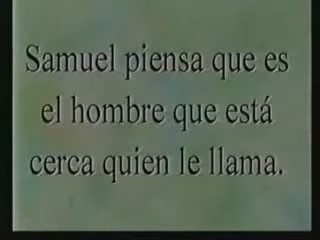 Samuel piensa que es
el hombre que está
cerca quien le llama.